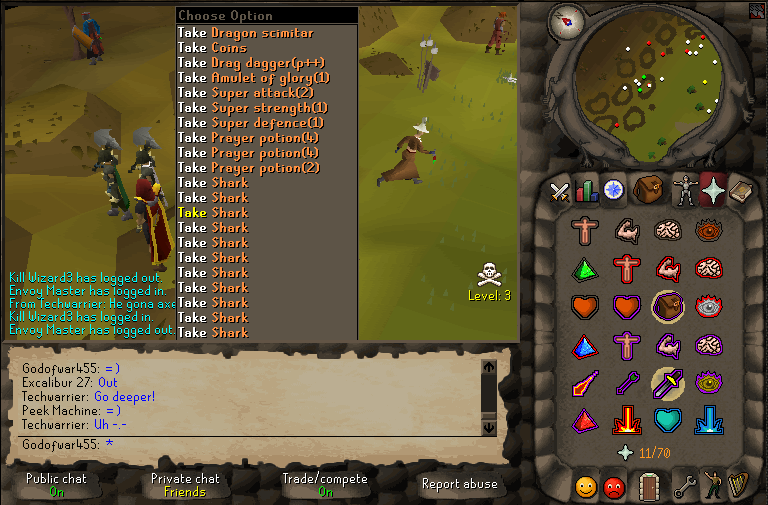 Choose Option
Take Dragon scimitar
Take Coins
Take Drag dagger(p++)
Take Amulet of glory(1)
Take Super attack(2)
Take Super strength(1)
Take Super defence(1)
Take Prayer potion(4)
Take Prayer potion(4)
Take Prayer potion(2)
Take Shark
Take Shark
Take Shark
Take Shark
Take Shark
Take Shark
Take Shark
Take Shark
Take Shark
Take Shark
Take Shark
Kill Wizard3 has logged out.
Envoy Master has logged in.
From Techwarrier: He gona axe
Kill Wizard3 has logged in.
Envoy Master has logged out.
Level: 3
Godofwar455: =)
Excalibur 27: Out
Techwarrier: Go deeper!
Peek Machine: =)
Techwarrier: Uh -.-
Godofwar455: *
11/70
Public chat
On
Private chat
Friends
Trade/compete
On
Report abuse